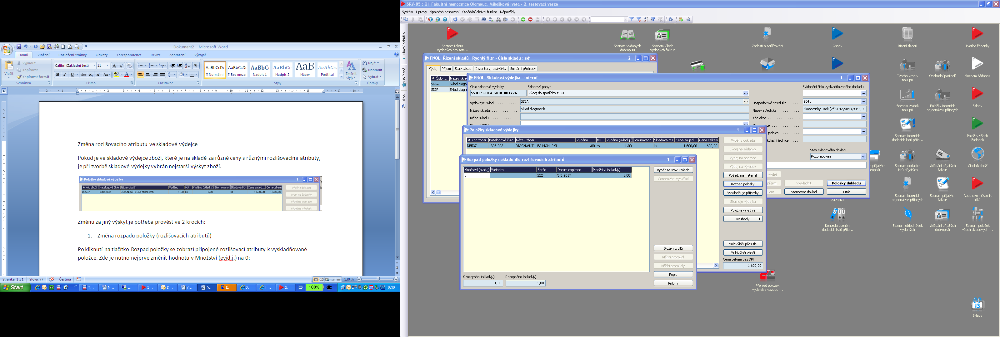 Dokument2 - Microsoft Word
Domů Vložení Rozložení stránky Odkazy Korespondence Revize Zobrazení Vývojář
Vložit
Vyjmout
Kopírovat
Kopírovat formát
Schránka
Calibri (Základní text) 11
Písmo
Odstavec
AaBbCcDc AaBbCcDc AaBbC AaBbCc AaB AaBbCc.
¶ Normální ¶ Bez mezer Nadpis 1 Nadpis 2 Název Podtitul
Změnit styly
Styly
Najít
Nahradit
Vybrat
Úpravy
Změna rozlišovacího atributu ve skladové výdejce
Pokud je ve skladové výdejce zboží, které je na skladě za různé ceny s různými rozlišovacími atributy,
je při tvorbě skladové výdejky vybrán nejstarší výskyt zboží.
Položky skladové výdejky 1
Kód zboží Katalogové číslo Název zboží Vydáno MJ Vydáno (sklad.j.) Stornováno Skladová MJ Cena za jed... Cena celkem
DB537 1306-002 DIAGN.ANTI-LEA MON. 2ML 1,00 ks 1,00 ks 1 600,00 1 600,00
Výběr z dokladu
Výdej na žádanky
Výdej na operace
Výdej na výrobek
Změnu za jiný výskyt je potřeba provést ve 2 krocích:
1. Změna rozpadu položky (rozlišovacích atributů)
Po kliknutí na tlačítko Rozpad položky se zobrazí připojené rozlišovací atributy k vyskladňované
položce. Zde je nutno nejprve změnit hodnotu v Množství (evid.j.) na 0:
Stránka: 1 z 1 Slova: 77 Čeština 130 %
Start T... M... t... S... D... V... D... E... D... h... S... CS 100% 8:30
SRV-85 : QI Fakultní nemocnice Olomouc, Mikošková Iveta - 2. testovací verze
Systém Úpravy Společná nastavení Ovládání aktivní funkce Nápovědy
Hlavní nabídka
Oblíbené
Okna
Seznam faktur
vydaných pro sam...
Seznam vydaných
dobropisů
Seznam všech
vydaných faktur
Žádosti o zaúčtování
Osoby
Řízení skladů
Tvorba žádanky
FNOL: Řízení skladů Rychlý filtr - Číslo skladu : sdi 2
Výdej Příjem Stav zásob Inventury, uzávěrky Sumární přehledy
Číslo ... Název skla
SDIA Sklad diagn
SDIP Sklad diagn
FNOL: Skladová výdejka - interní 1
Číslo skladové výdejky Skladový pohyb Evidenční číslo vyskladňovaného dokladu
SVIOP-2014-SDIA-001776 Výdej do spotřeby z IOP
Vydávající sklad SDIA Hospodářské středisko 9041
Název skladu Sklad diagnostik Název střediska Ekonomický úsek (vč.9042,9043,9044,90
Měna skladu Kód akce
jednice
kulační jednice
Stav skladového dokladu
Rozpracován
výdej
příjem Vyskladnit Položky dokladu
- aut. Stornovat doklad Tisk
Položky skladové výdejky 1
Kód zboží Katalogové číslo Název zboží Vydáno MJ Vydáno (sklad.j.) Stornováno Skladová MJ Cena za jed... Cena celkem
DB537 1306-002 DIAGN.ANTI-LEA MON. 2ML 1,00 ks 1,00 ks 1 600,00 1 600,00
Výběr z dokladu
Výdej na žádanky
Výdej na operace
Výdej na výrobek
Požad. na materiál
Rozpad položky
Vyskladňuje příjemky
Stornuje výdejku
Položka vykrývá
Neshody
Multivýběr přes sk.
Multivýběr zboží
Cena celkem bez DPH
1 600,00
Rozpad položky dokladu dle rozlišovacích atributů 1
Množství (evid.j) Varianta Šarže Datum expirace Množství (sklad.j.)
1 222 5.5.2017 1,00
Výběr ze stavu zásob
Generování výr.čísel
Složení z dílů
Měřicí protokol
Měřicí protokoly
Popis
Přílohy
K rozepsání (sklad.j.) Rozepsáno (sklad.j.)
1,00 1,00
Tvorba vratky
nákupu
Obchodní partneři
Seznam žádanek
Seznam vratek
nákupů
Položky interních
objednávek přijatých
Sklady
Seznam interních
dodacích listů přija...
Položky všech
žádanek
Seznam dodacích
listů přijatých
Vkládání přijatých
faktur
Číselník zboží
Seznam interních
objednávek přijatých
Seznam přijatých
faktur
Apotheke - číselník
léků
závazků
Kontrola ocenění
dodacích listů přija...
Seznam objednávek
vydaných
Vkládání přijatých
dobropisů
Seznam položek
všech skladových ...
Přehled položek
výdejek s vazbou ...
13
Sklady